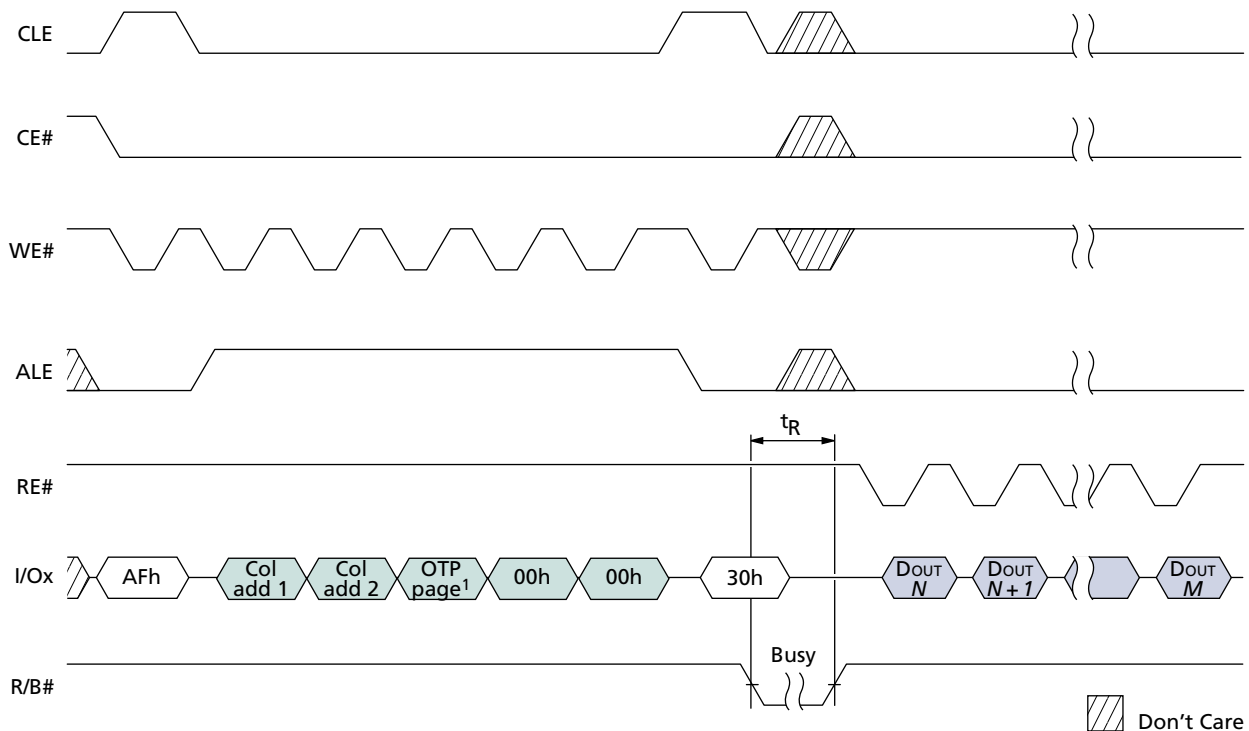 CLE
CE#
WE#
ALE
tR
RE#
I/Ox
AFh
Col
add 1
Col
add 2
OTP
page1
00h
00h
30h
DOUT
N
DOUT
N + 1
DOUT
M
R/B#
Busy
Don't Care